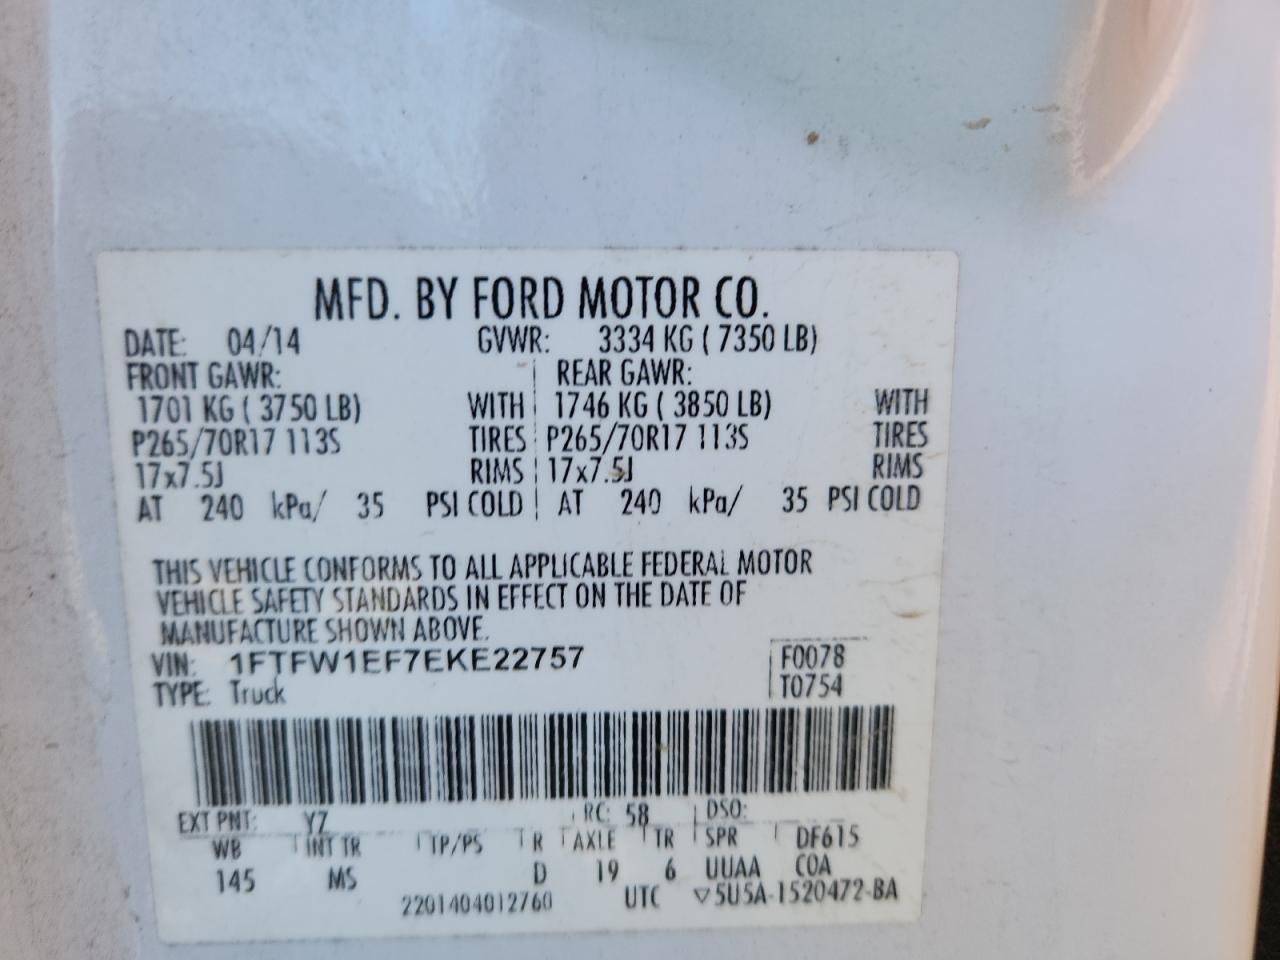 MFD. BY FORD MOTOR CO.
DATE: 04/14 GVWR: 3334 KG ( 7350 LB)
FRONT GAWR: REAR GAWR:
1701 KG ( 3750 LB) WITH 1746 KG ( 3850 LB) WITH
P265/70R17 113S TIRES P265/70R17 113S TIRES
17x7.5J RIMS 17x7.5J RIMS
AT 240 kPa/ 35 PSI COLD AT 240 kPa/ 35 PSI COLD
THIS VEHICLE CONFORMS TO ALL APPLICABLE FEDERAL MOTOR
VEHICLE SAFETY STANDARDS IN EFFECT ON THE DATE OF
MANUFACTURE SHOWN ABOVE.
VIN: 1FTFW1EF7EKE22757 F0078
TYPE: Truck T0754
EXT PNT: YZ RC: 58 DSO:
WB INT TR TP/PS R AXLE TR SPR DF615
145 MS D 19 6 UUAA COA
2201404012760 UTC ▽5U5A-1520472-BA